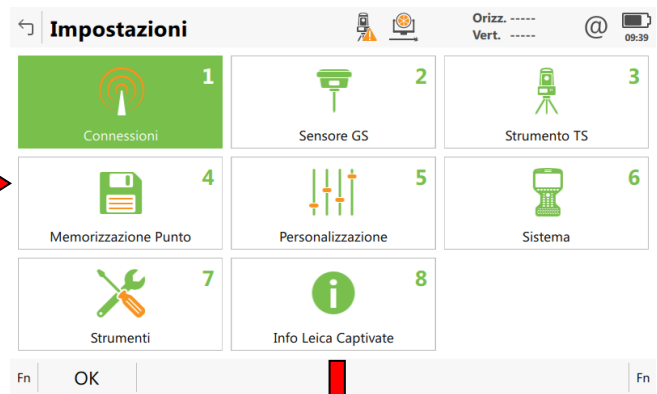 Impostazioni
Orizz. -----
Vert. -----
@
09:39
1
Connessioni
2
Sensore GS
3
Strumento TS
4
Memorizzazione Punto
5
Personalizzazione
6
Sistema
7
Strumenti
8
Info Leica Captivate
Fn OK Fn